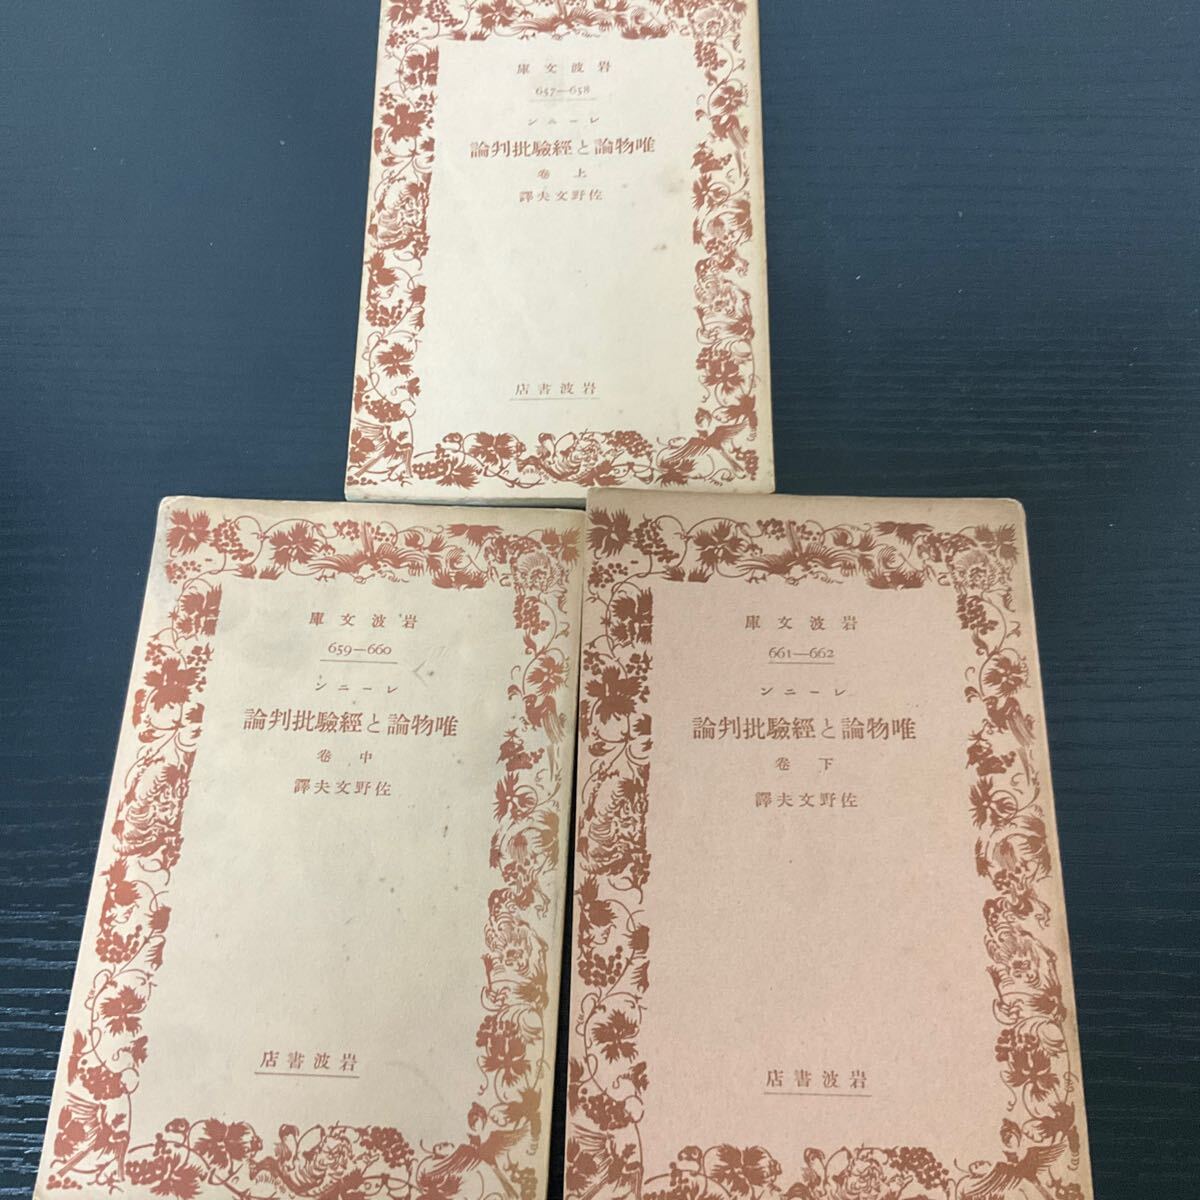 岩波文庫
657—658
レーニン
唯物論と經驗批判論
上卷
佐野文夫譯
岩波書店
岩波文庫
659—660
レーニン
唯物論と經驗批判論
中卷
佐野文夫譯
岩波書店
岩波文庫
661—662
レーニン
唯物論と經驗批判論
下卷
佐野文夫譯
岩波書店